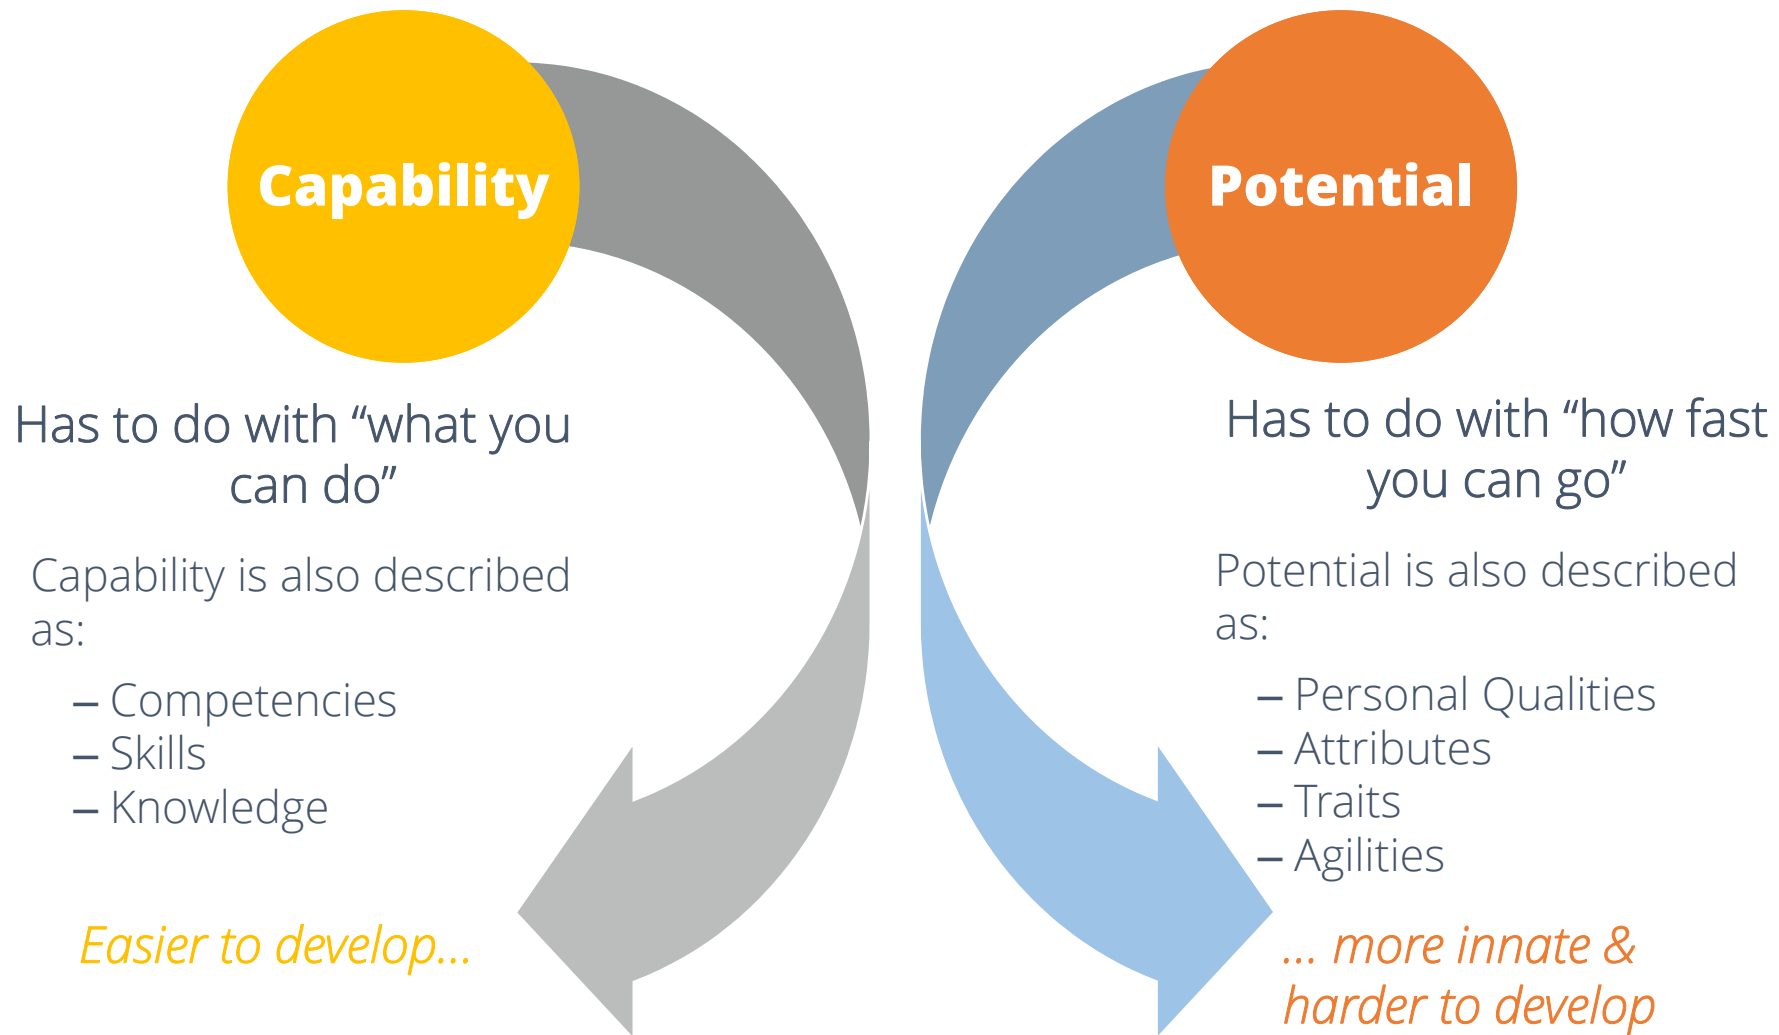 Capability
Has to do with “what you
can do”
Capability is also described
as:
– Competencies
– Skills
– Knowledge
Easier to develop...
Potential
Has to do with “how fast
you can go”
Potential is also described
as:
– Personal Qualities
– Attributes
– Traits
– Agilities
... more innate &
harder to develop